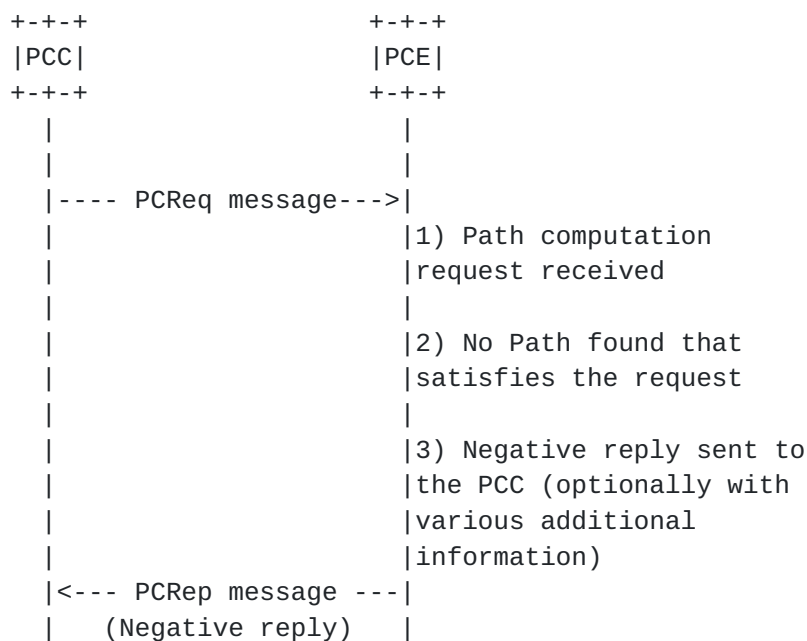 +-+-+                 +-+-+
|PCC|                 |PCE|
+-+-+                 +-+-+
  |                     |
  |                     |
  |---- PCReq message--->|
  |                     |1) Path computation
  |                     |request received
  |                     |
  |                     |2) No Path found that
  |                     |satisfies the request
  |                     |
  |                     |3) Negative reply sent to
  |                     |the PCC (optionally with
  |                     |various additional
  |                     |information)
  |<--- PCRep message ---|
  |   (Negative reply)  |